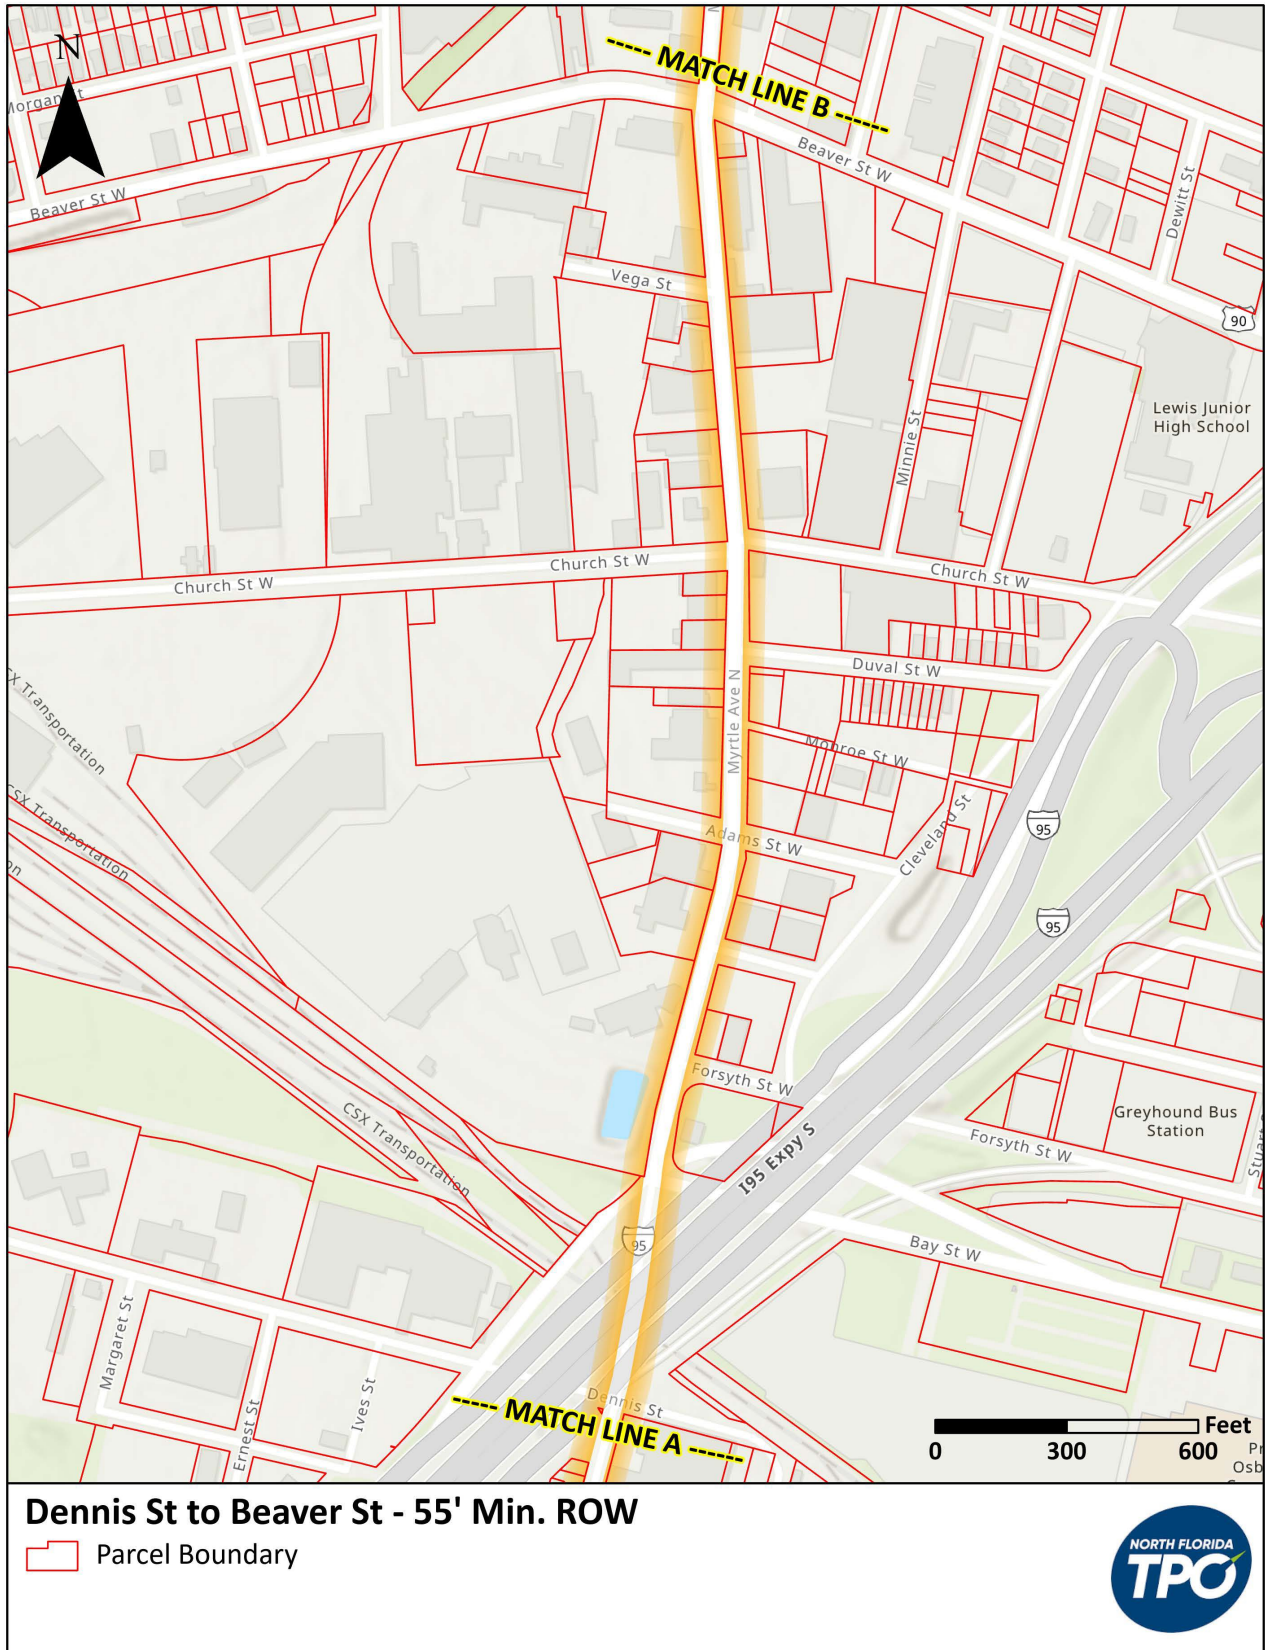 N
N
MATCH LINE B
Morgan St
Beaver St W
Beaver St W
Dewitt St
Vega St
90
Lewis Junior
High School
Minnie St
Church St W
Church St W
Church St W
Duval St W
CSX Transportation
Myrtle Ave N
Monroe St W
CSX Transportation
Adams St W
Cleveland St
95
95
Forsyth St W
Greyhound Bus
Station
CSX Transportation
Forsyth St W
I95 Expy S
95
Bay St W
Margaret St
Ernest St
Ives St
Dennis St
MATCH LINE A
Feet
0 300 600
Dennis St to Beaver St - 55' Min. ROW
Parcel Boundary
NORTH FLORIDA
TPO